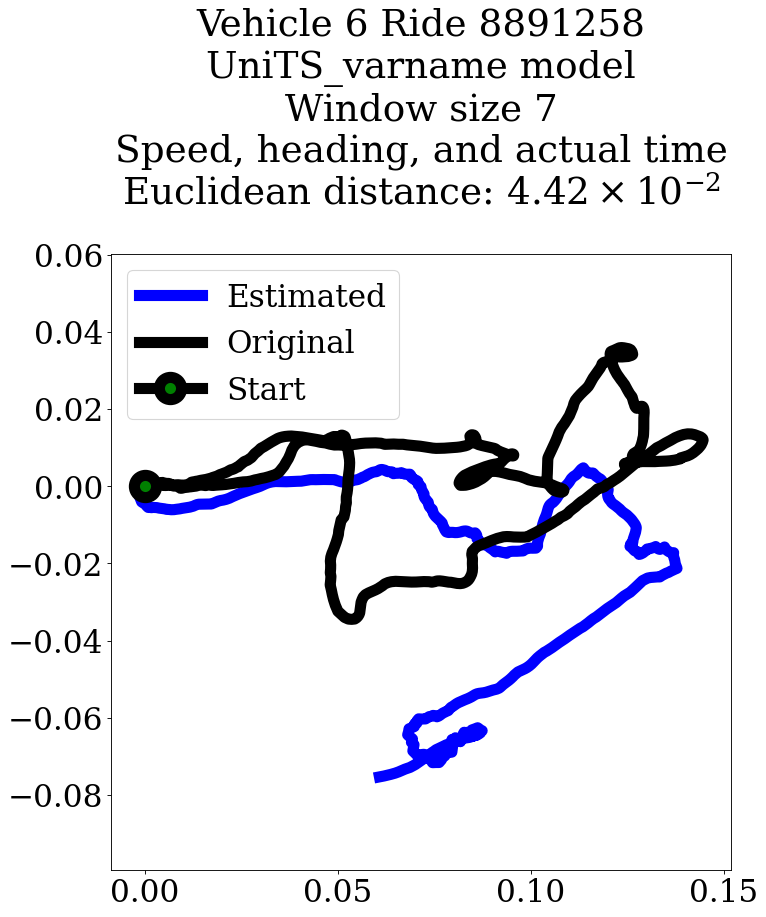 Vehicle 6 Ride 8891258
UniTS_varname model
Window size 7
Speed, heading, and actual time
Euclidean distance: 4.42 × 10⁻²
0.06
Estimated
0.04
Original
0.02
Start
0.00
−0.02
−0.04
−0.06
−0.08
0.00 0.05 0.10 0.15